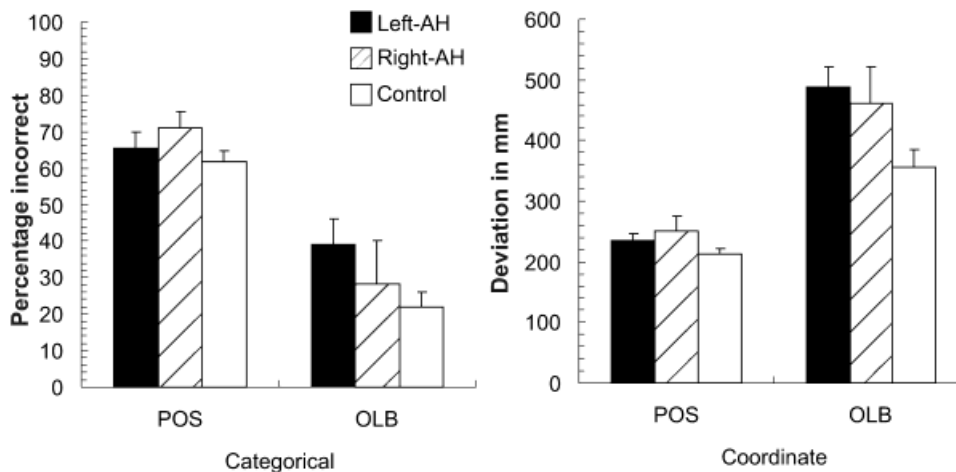 Percentage incorrect
100
90
80
70
60
50
40
30
20
10
0
Left-AH
Right-AH
Control
POS
OLB
Categorical
Deviation in mm
600
500
400
300
200
100
0
POS
OLB
Coordinate